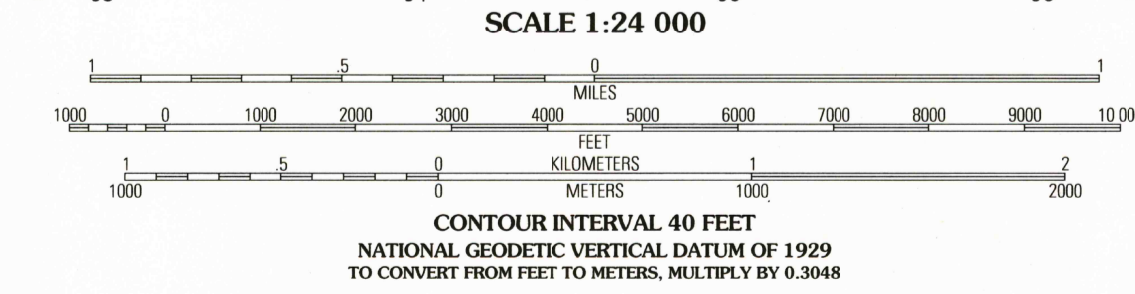 SCALE 1:24 000
1 .5 0 1
MILES
1000 0 1000 2000 3000 4000 5000 6000 7000 8000 9000 10 00
FEET
1 .5 0 KILOMETERS 1 2
1000 0 METERS 1000 2000
CONTOUR INTERVAL 40 FEET
NATIONAL GEODETIC VERTICAL DATUM OF 1929
TO CONVERT FROM FEET TO METERS, MULTIPLY BY 0.3048